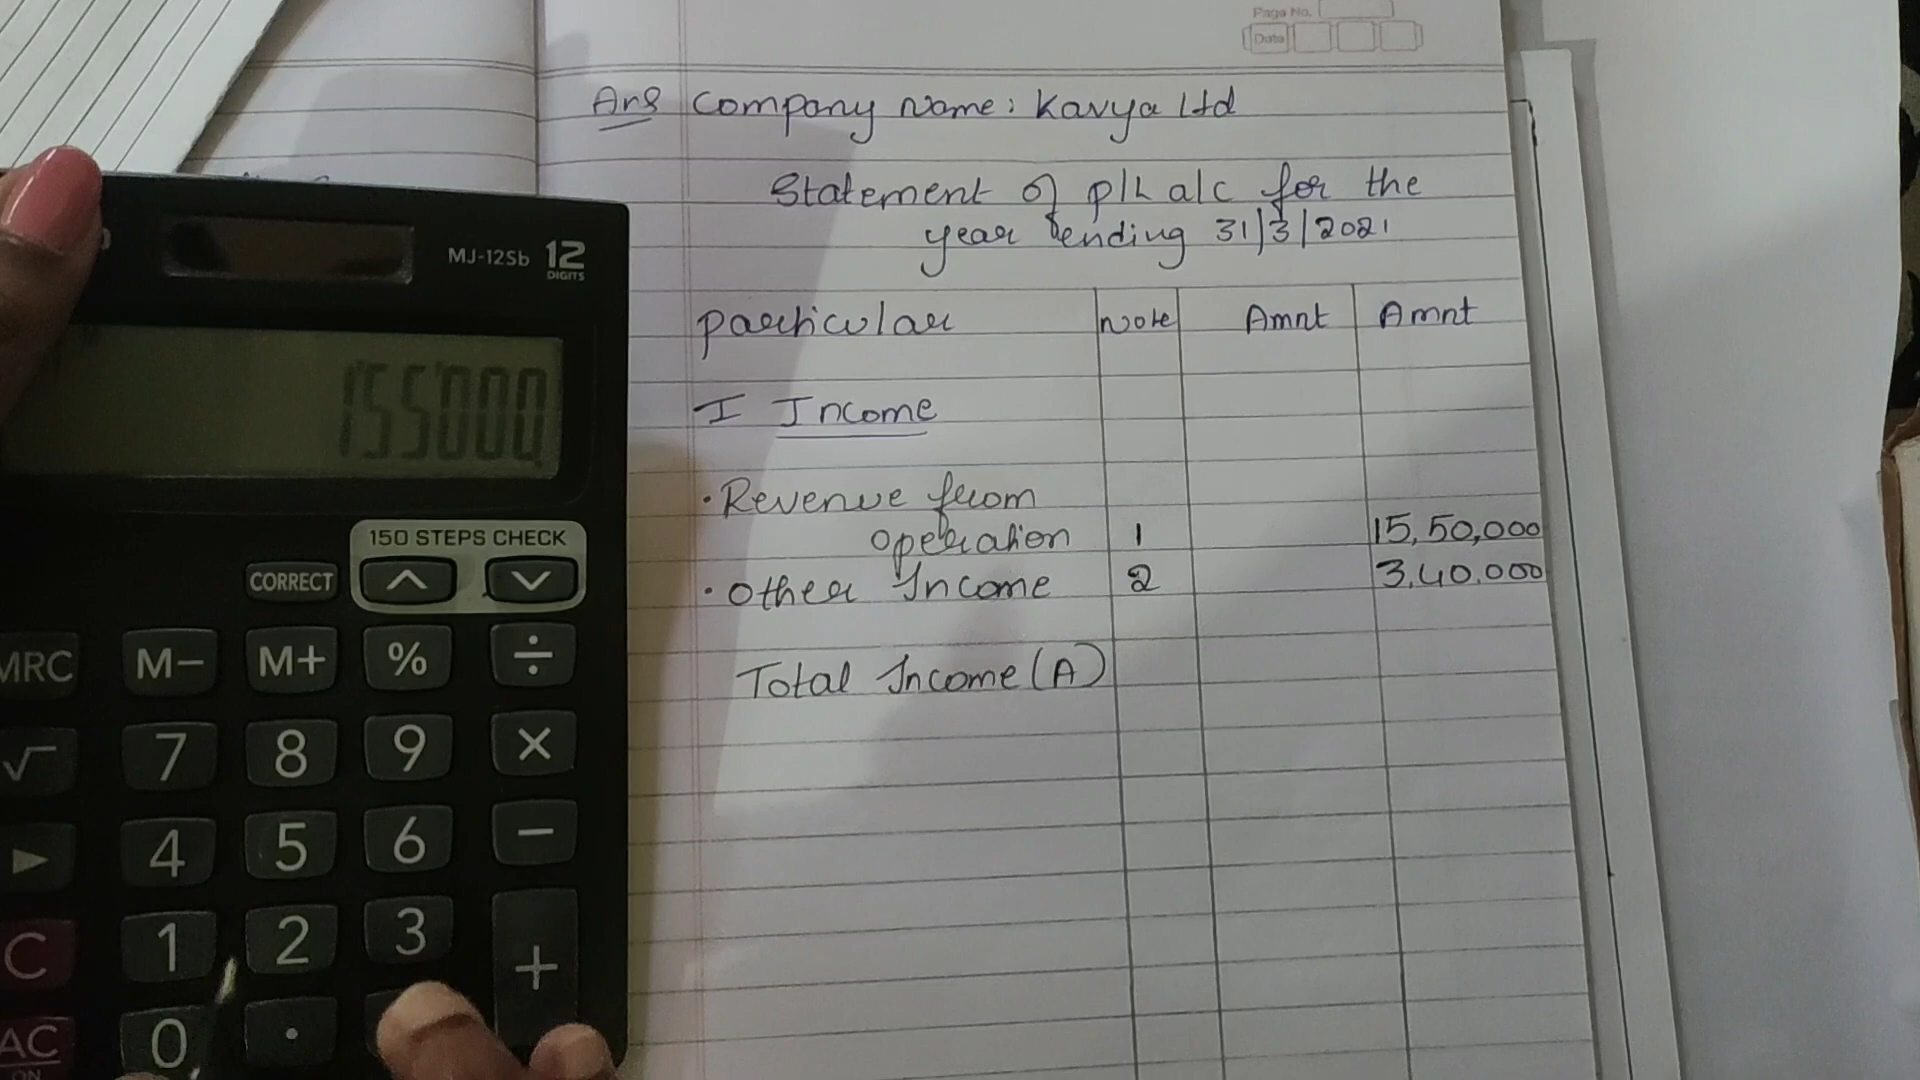 Page No.
Date
Ans Company Name: Kavya Ltd
Statement of P/L a/c for the
year ending 31/3/2021
Particular Note Amnt Amnt
I Income
• Revenue from
operation 1 15,50,000
• Other Income 2 3,40,000
Total Income (A)
MJ-12Sb 12
DIGITS
155000
150 STEPS CHECK
CORRECT
MRC M− M+ % ÷
√ 7 8 9 ×
▶ 4 5 6 −
C 1 2 3 +
AC 0 .
ON